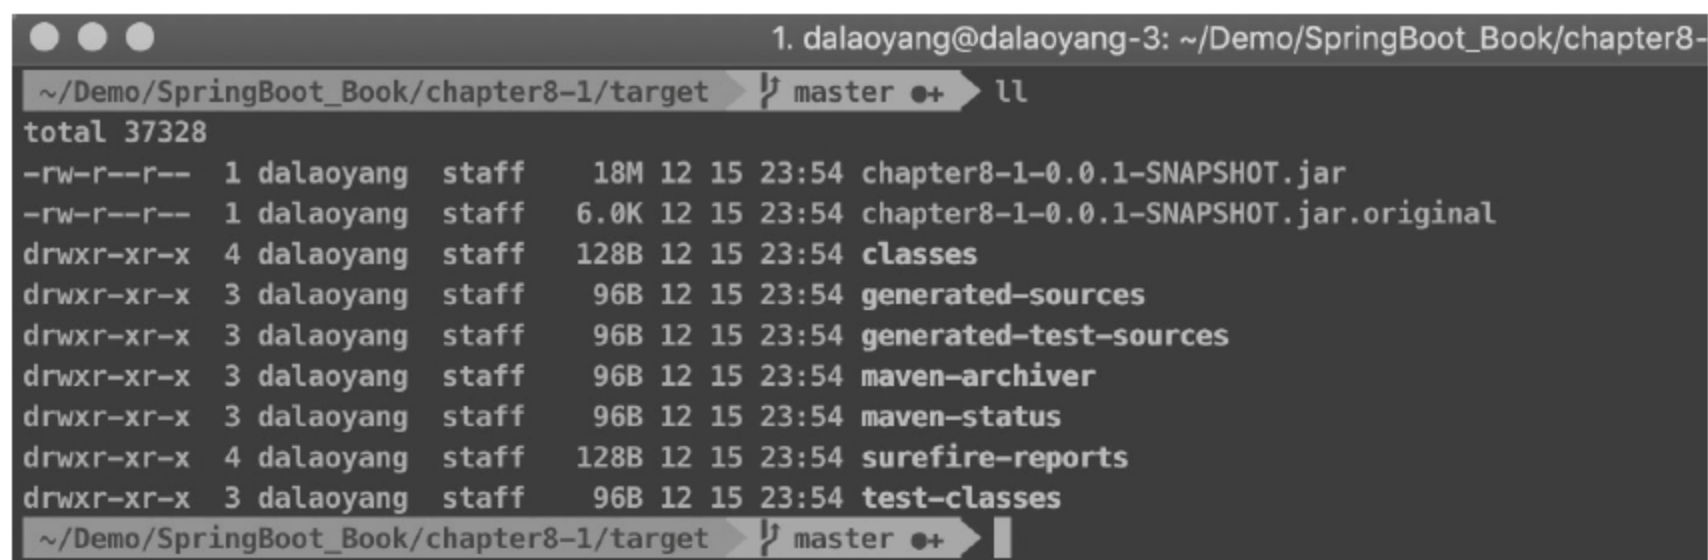 1. dalaoyang@dalaoyang-3: ~/Demo/SpringBoot_Book/chapter8-
~/Demo/SpringBoot_Book/chapter8-1/target master ●+ ll
total 37328
-rw-r--r-- 1 dalaoyang staff 18M 12 15 23:54 chapter8-1-0.0.1-SNAPSHOT.jar
-rw-r--r-- 1 dalaoyang staff 6.0K 12 15 23:54 chapter8-1-0.0.1-SNAPSHOT.jar.original
drwxr-xr-x 4 dalaoyang staff 128B 12 15 23:54 classes
drwxr-xr-x 3 dalaoyang staff 96B 12 15 23:54 generated-sources
drwxr-xr-x 3 dalaoyang staff 96B 12 15 23:54 generated-test-sources
drwxr-xr-x 3 dalaoyang staff 96B 12 15 23:54 maven-archiver
drwxr-xr-x 3 dalaoyang staff 96B 12 15 23:54 maven-status
drwxr-xr-x 4 dalaoyang staff 128B 12 15 23:54 surefire-reports
drwxr-xr-x 3 dalaoyang staff 96B 12 15 23:54 test-classes
~/Demo/SpringBoot_Book/chapter8-1/target master ●+